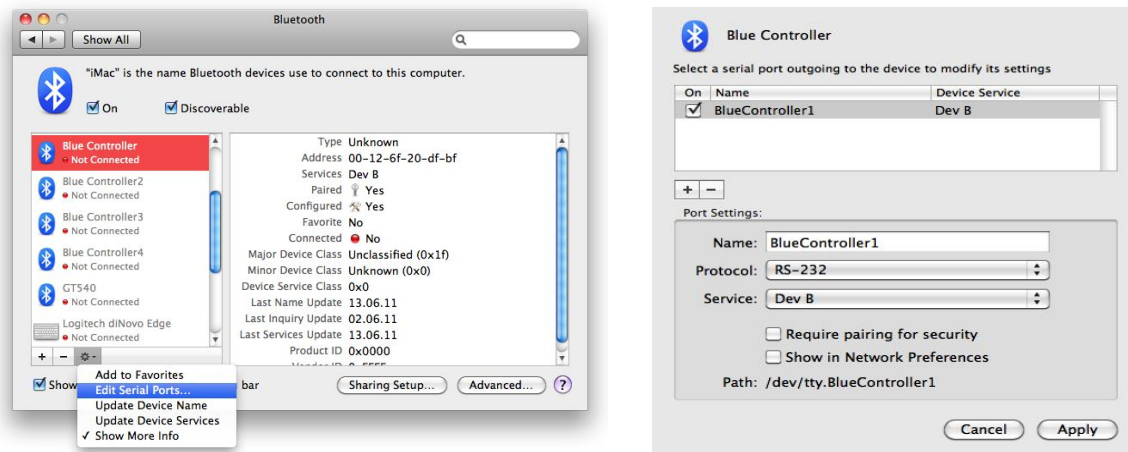 Bluetooth
Show All
"iMac" is the name Bluetooth devices use to connect to this computer.
On Discoverable
Blue Controller
Not Connected
Blue Controller2
Not Connected
Blue Controller3
Not Connected
Blue Controller4
Not Connected
GT540
Not Connected
Logitech diNovo Edge
Not Connected
Type Unknown
Address 00-12-6f-20-df-bf
Services Dev B
Paired Yes
Configured Yes
Favorite No
Connected No
Major Device Class Unclassified (0x1f)
Minor Device Class Unknown (0x0)
Device Service Class 0x0
Last Name Update 13.06.11
Last Inquiry Update 02.06.11
Last Services Update 13.06.11
Product ID 0x0000
+ −
Show bar Sharing Setup... Advanced... ?
Add to Favorites
Edit Serial Ports...
Update Device Name
Update Device Services
✓ Show More Info
Blue Controller
Select a serial port outgoing to the device to modify its settings
On Name Device Service
BlueController1 Dev B
+ −
Port Settings:
Name: BlueController1
Protocol: RS-232
Service: Dev B
Require pairing for security
Show in Network Preferences
Path: /dev/tty.BlueController1
Cancel Apply